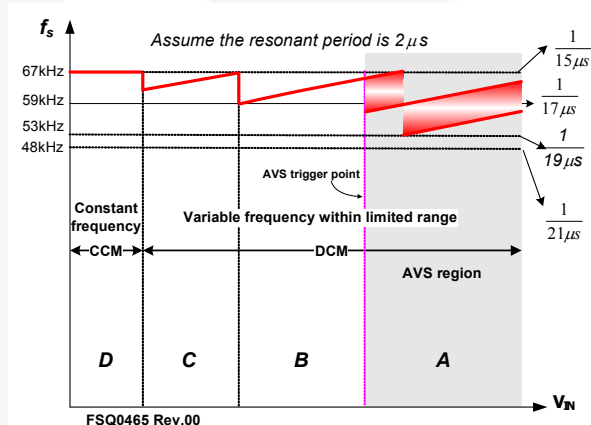 fs
Assume the resonant period is 2μs
67kHz
59kHz
53kHz
48kHz
1
15μs
1
17μs
1
19μs
1
21μs
AVS trigger point
Constant
frequency
Variable frequency within limited range
CCM
DCM
AVS region
D
C
B
A
VIN
FSQ0465 Rev.00